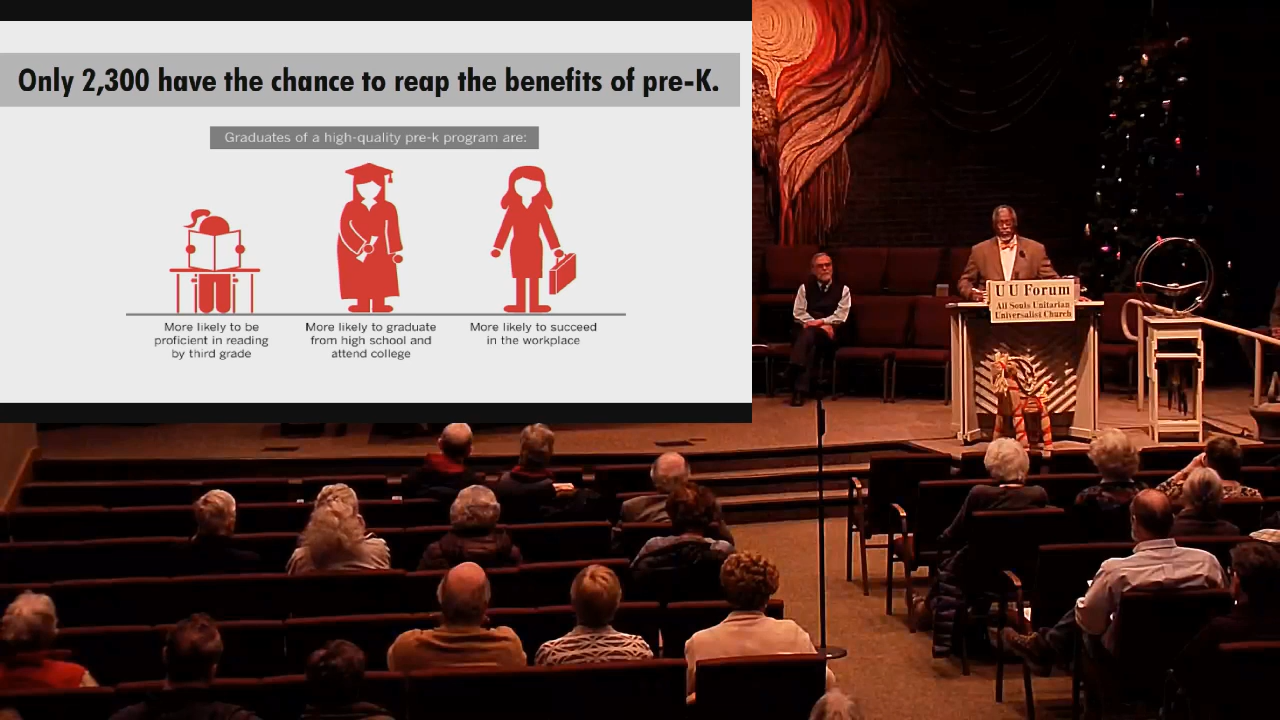 Only 2,300 have the chance to reap the benefits of pre-K.
Graduates of a high-quality pre-k program are:
More likely to be
proficient in reading
by third grade
More likely to graduate
from high school and
attend college
More likely to succeed
in the workplace
U U Forum
All Souls Unitarian
Universalist Church